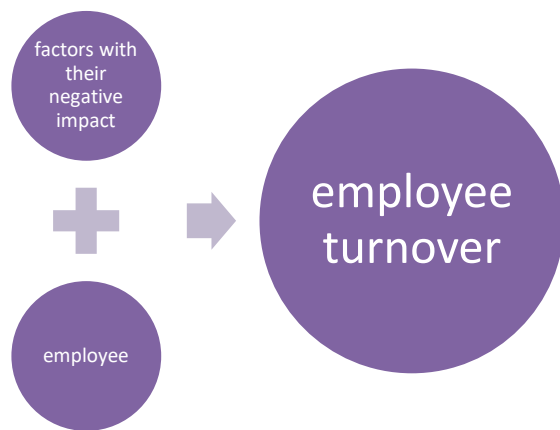 factors with
their
negative
impact
employee
employee
turnover